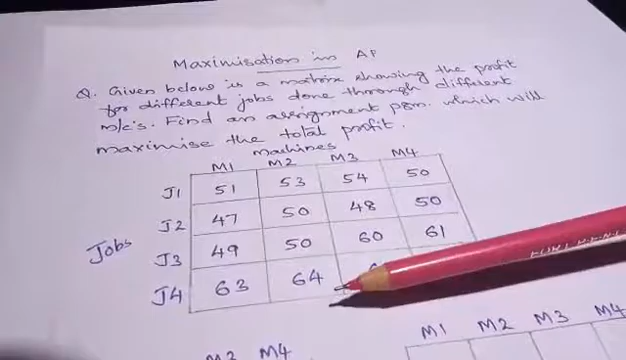 Maximisation in AP
Q. Given below is a matrix showing the profit
for different jobs done through different
m/c's. Find an assignment pgm. which will
maximise the total profit.
machines
M1 M2 M3 M4
J1 51 53 54 50
J2 47 50 48 50
Jobs
J3 49 50 60 61
J4 63 64
M1 M2 M3 M4
M3 M4